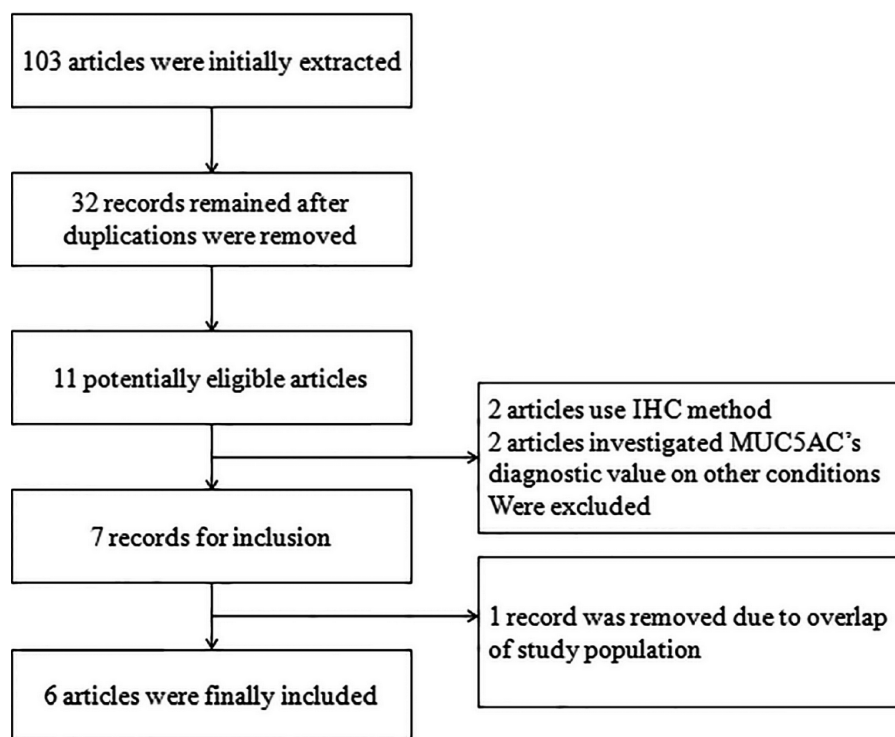 103 articles were initially extracted
32 records remained after
duplications were removed
11 potentially eligible articles
2 articles use IHC method
2 articles investigated MUC5AC's
diagnostic value on other conditions
Were excluded
7 records for inclusion
1 record was removed due to overlap
of study population
6 articles were finally included